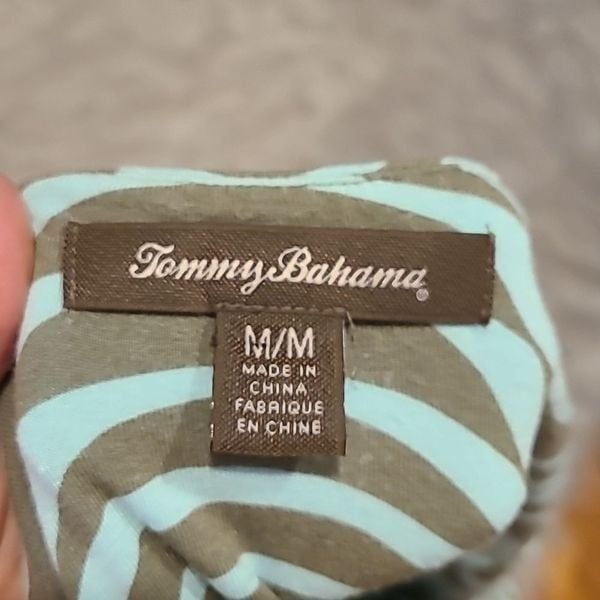 Tommy Bahama®
M/M
MADE IN
CHINA
FABRIQUE
EN CHINE